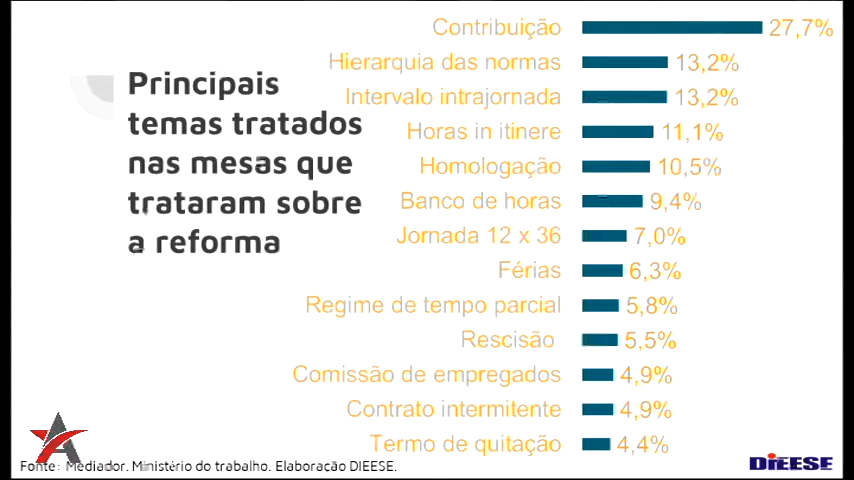 Principais
temas tratados
nas mesas que
trataram sobre
a reforma
Contribuição 27,7%
Hierarquia das normas 13,2%
Intervalo intrajornada 13,2%
Horas in itinere 11,1%
Homologação 10,5%
Banco de horas 9,4%
Jornada 12 x 36 7,0%
Férias 6,3%
Regime de tempo parcial 5,8%
Rescisão 5,5%
Comissão de empregados 4,9%
Contrato intermitente 4,9%
Termo de quitação 4,4%
Fonte: Mediador. Ministério do trabalho. Elaboração DIEESE.
DIEESE